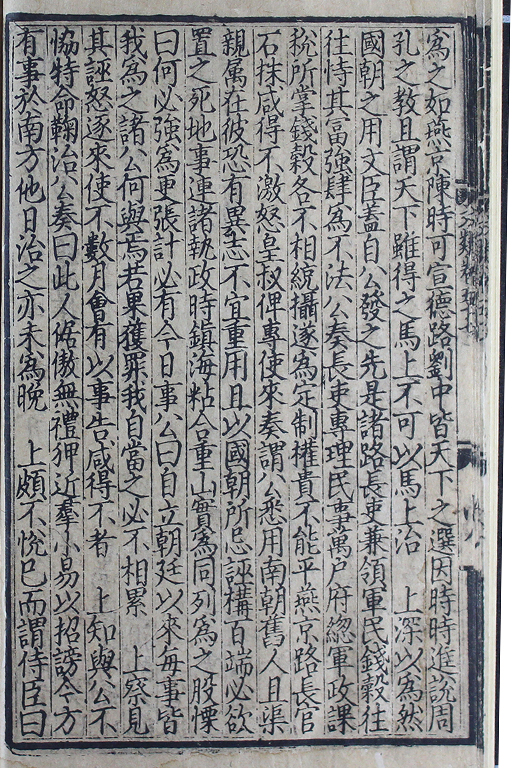 為之如燕京陳時可宣德路劉中皆天下之選因時時進說周
孔之教且謂天下雖得之馬上不可以馬上治　上深以為然
國朝之用文臣蓋自公發之先是諸路長吏兼領軍民錢穀往
往恃其富強肆為不法公奏長吏專理民事萬戶府緫軍政課
稅所掌錢穀各不相統攝遂為定制權貴不能平燕京路長官
石抹咸得不激怒皇叔俾專使來奏謂公悉用南朝舊人且渠
親属在彼恐有異志不宜重用且以國朝所忌誣構百端必欲
置之死地事連諸執政時鎮海粘合重山實為同列為之股慄
曰何必強為更張計必有今日事公曰自立朝廷以來每事皆
我為之諸公何與焉若果獲罪我自當之必不相累　上察見
其誣怒逐來使不數月會有以事告咸得不者　上知與公不
恊特命鞠治公奏曰此人倨傲無禮狎近羣小易以招謗今方
有事於南方他日治之亦未為晚　上頗不悅已而謂侍臣曰